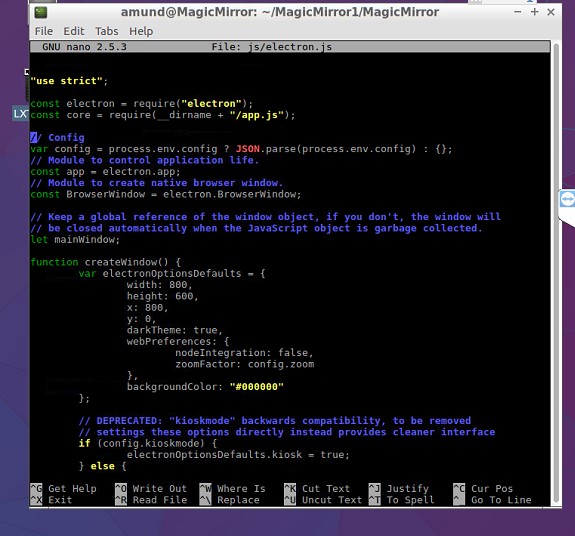 amund@MagicMirror: ~/MagicMirror1/MagicMirror
File Edit Tabs Help
GNU nano 2.5.3 File: js/electron.js
"use strict";
const electron = require("electron");
const core = require(__dirname + "/app.js");
// Config
var config = process.env.config ? JSON.parse(process.env.config) : {};
// Module to control application life.
const app = electron.app;
// Module to create native browser window.
const BrowserWindow = electron.BrowserWindow;
// Keep a global reference of the window object, if you don't, the window will
// be closed automatically when the JavaScript object is garbage collected.
let mainWindow;
function createWindow() {
var electronOptionsDefaults = {
width: 800,
height: 600,
x: 800,
y: 0,
darkTheme: true,
webPreferences: {
nodeIntegration: false,
zoomFactor: config.zoom
},
backgroundColor: "#000000"
};
// DEPRECATED: "kioskmode" backwards compatibility, to be removed
// settings these options directly instead provides cleaner interface
if (config.kioskmode) {
electronOptionsDefaults.kiosk = true;
} else {
^G Get Help ^O Write Out ^W Where Is ^K Cut Text ^J Justify ^C Cur Pos
^X Exit ^R Read File ^\ Replace ^U Uncut Text ^T To Spell ^_ Go To Line
LX